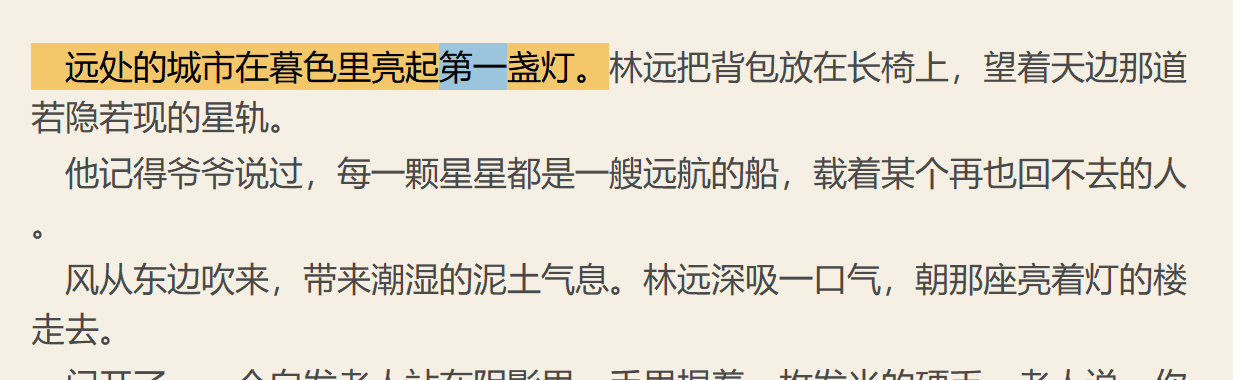 远处的城市在暮色里亮起第一盏灯。林远把背包放在长椅上，望着天边那道
若隐若现的星轨。
他记得爷爷说过，每一颗星星都是一艘远航的船，载着某个再也回不去的人
。
风从东边吹来，带来潮湿的泥土气息。林远深吸一口气，朝那座亮着灯的楼
走去。